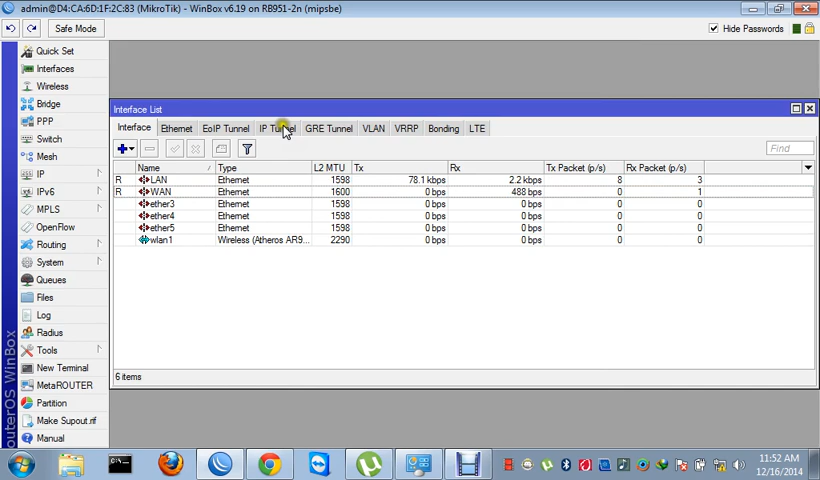 admin@D4:CA:6D:1F:2C:83 (MikroTik) - WinBox v6.19 on RB951-2n (mipsbe)
Safe Mode
Hide Passwords
Quick Set
Interfaces
Wireless
Bridge
PPP
Switch
Mesh
IP
IPv6
MPLS
OpenFlow
Routing
System
Queues
Files
Log
Radius
Tools
New Terminal
MetaROUTER
Partition
Make Supout.rif
Manual
RouterOS WinBox
Interface List
Interface Ethernet EoIP Tunnel IP Tunnel GRE Tunnel VLAN VRRP Bonding LTE
Find
Name Type L2 MTU Tx Rx Tx Packet (p/s) Rx Packet (p/s)
R LAN Ethernet 1598 78.1 kbps 2.2 kbps 8 3
R WAN Ethernet 1600 0 bps 488 bps 0 1
ether3 Ethernet 1598 0 bps 0 bps 0 0
ether4 Ethernet 1598 0 bps 0 bps 0 0
ether5 Ethernet 1598 0 bps 0 bps 0 0
wlan1 Wireless (Atheros AR9... 2290 0 bps 0 bps 0 0
6 items
11:52 AM
12/16/2014